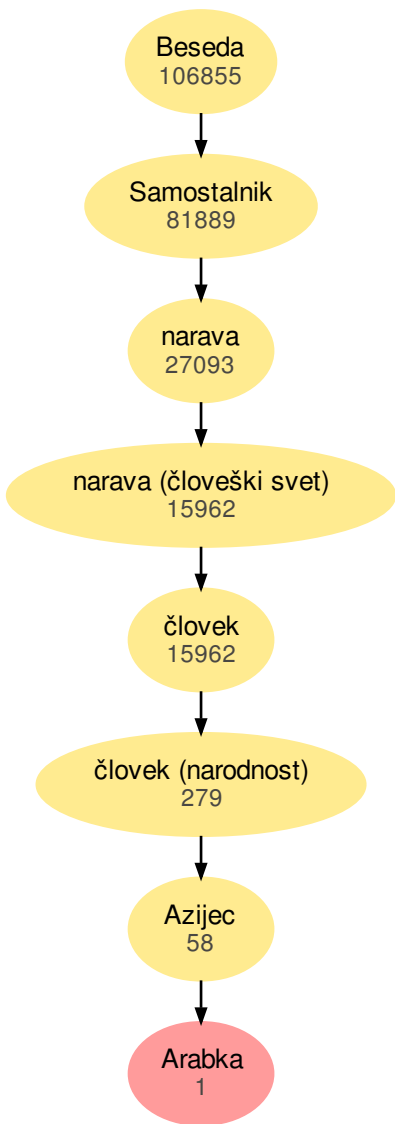 Beseda
106855
Samostalnik
81889
narava
27093
narava (človeški svet)
15962
človek
15962
človek (narodnost)
279
Azijec
58
Arabka
1